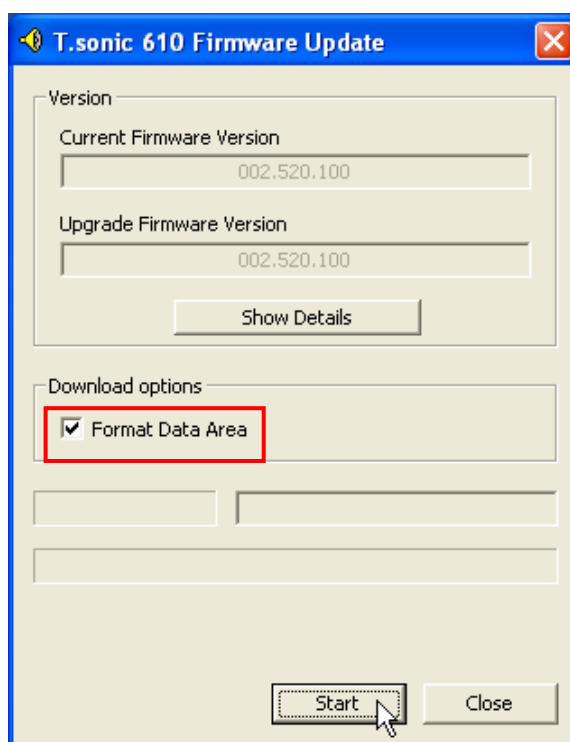 T.sonic 610 Firmware Update
Version
Current Firmware Version
002.520.100
Upgrade Firmware Version
002.520.100
Show Details
Download options
Format Data Area
Start
Close